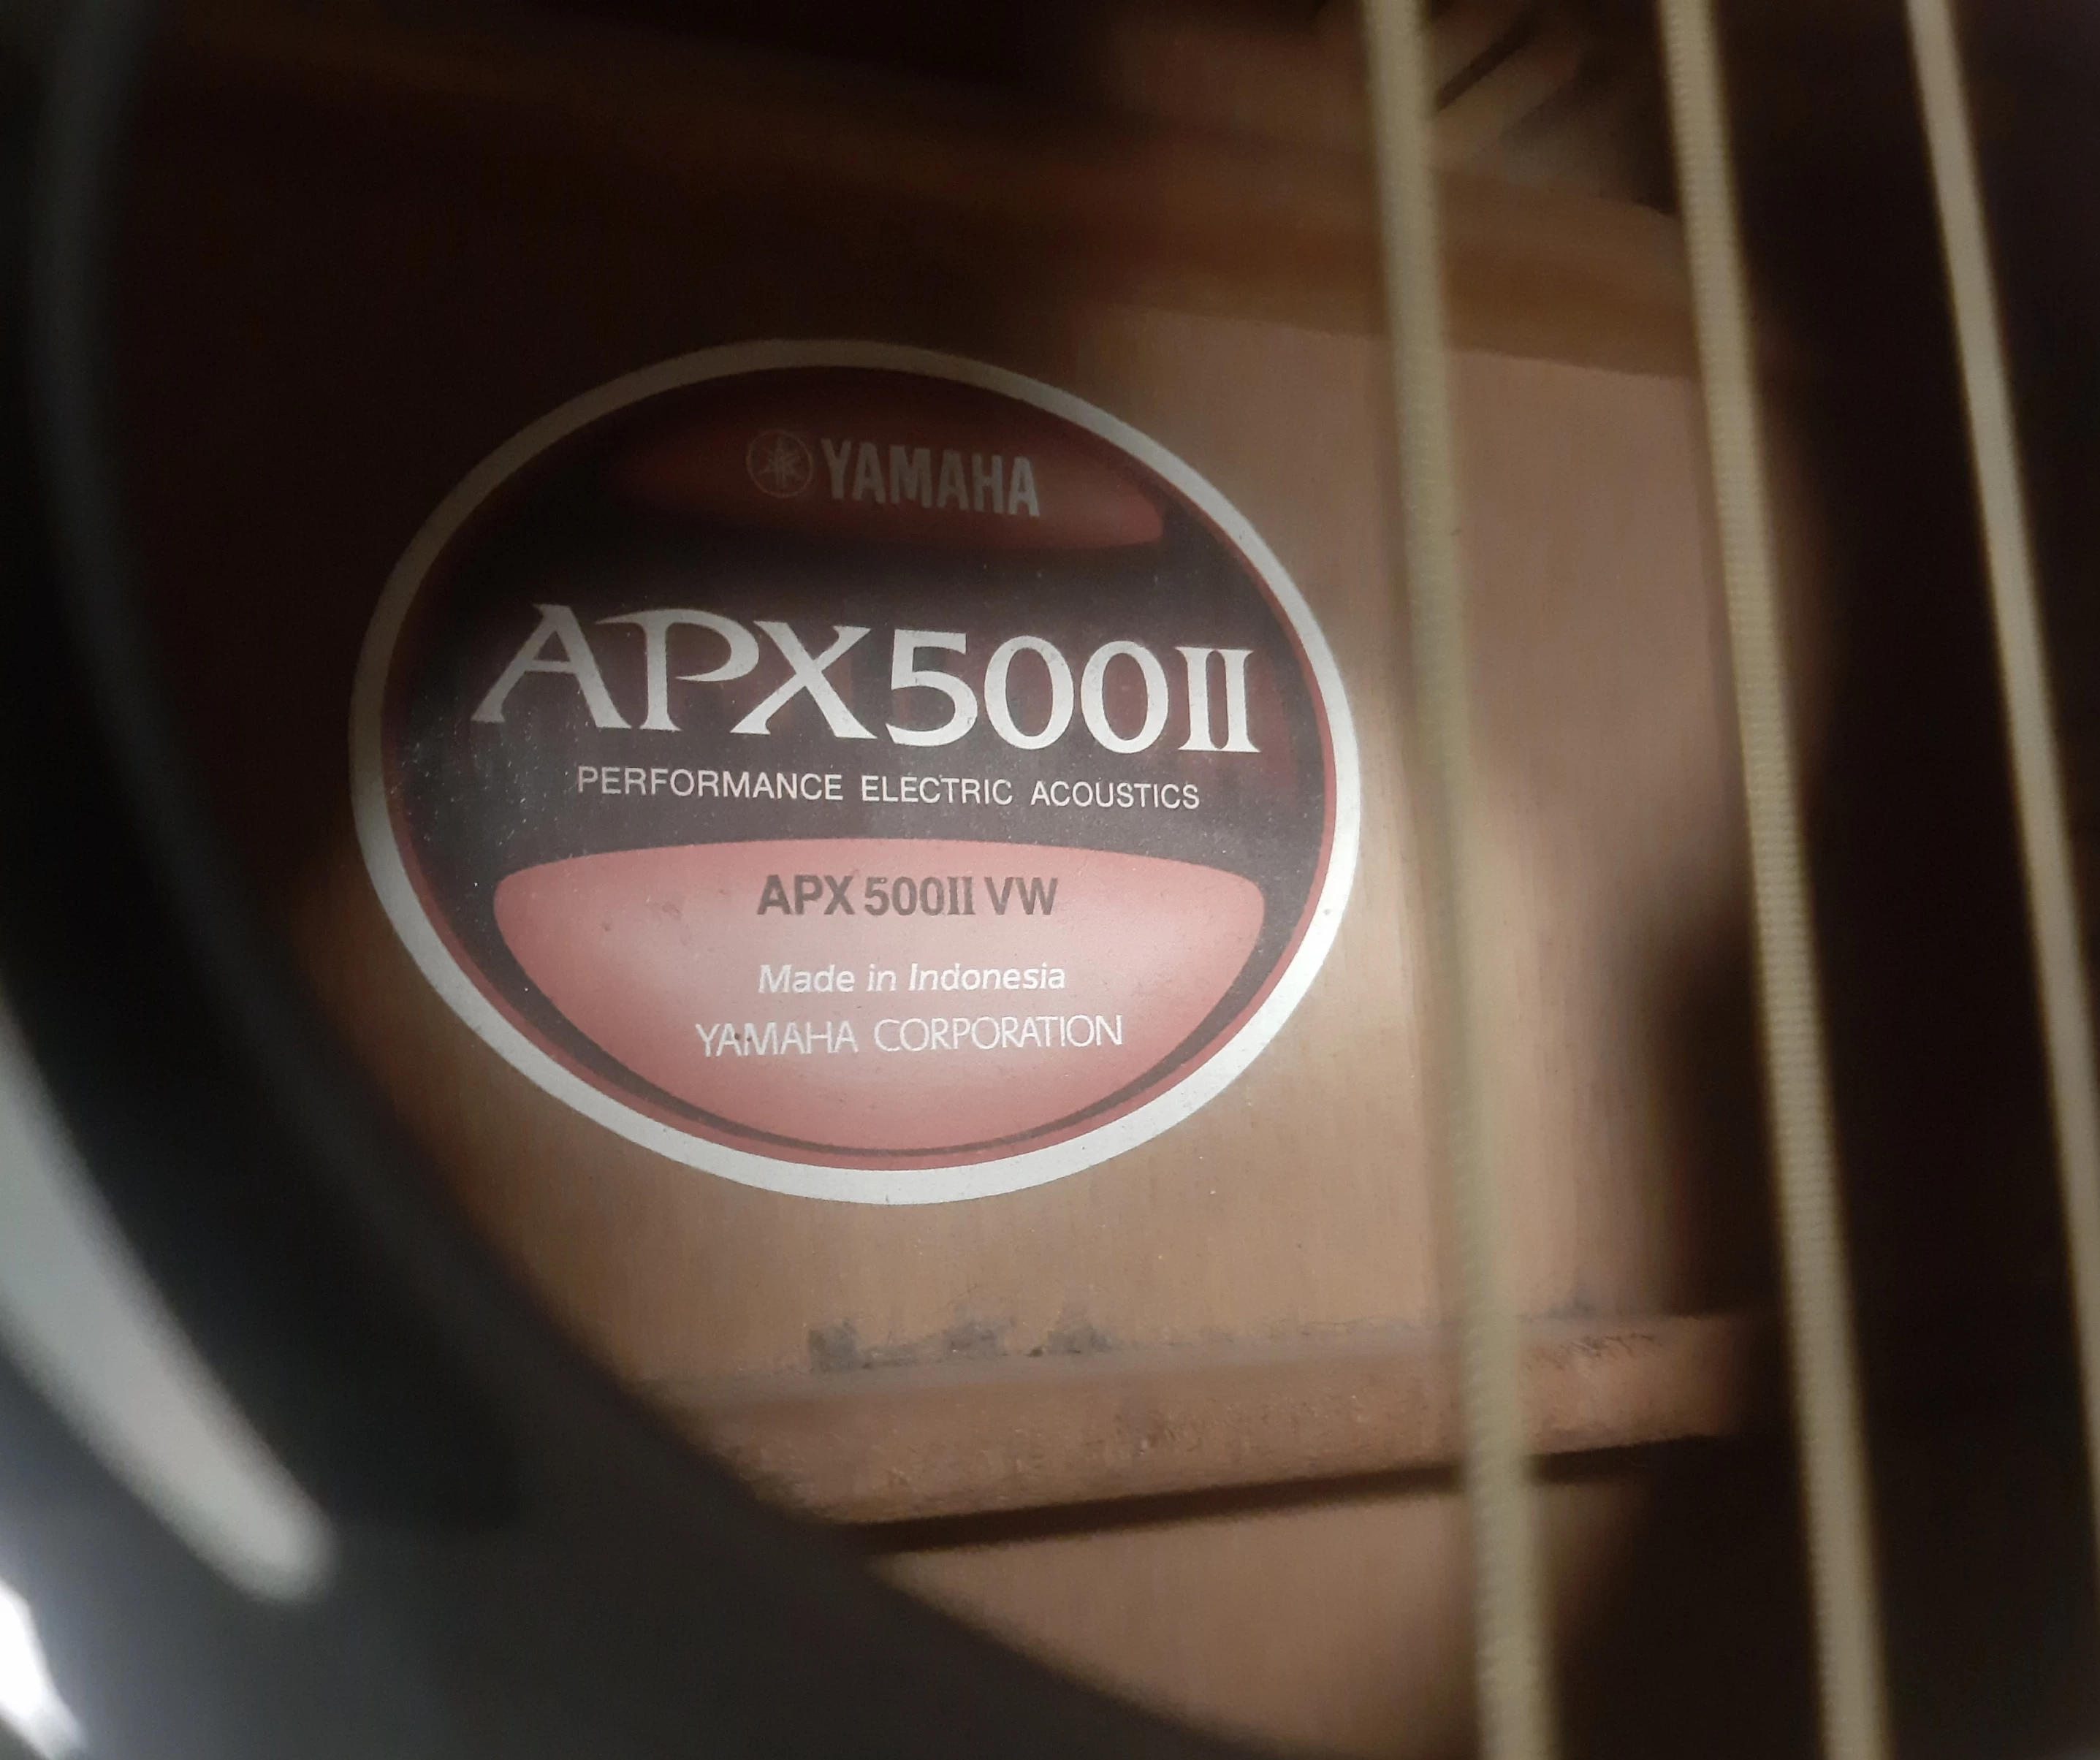 YAMAHA
APX500II
PERFORMANCE ELECTRIC ACOUSTICS
APX 500II VW
Made in Indonesia
YAMAHA CORPORATION